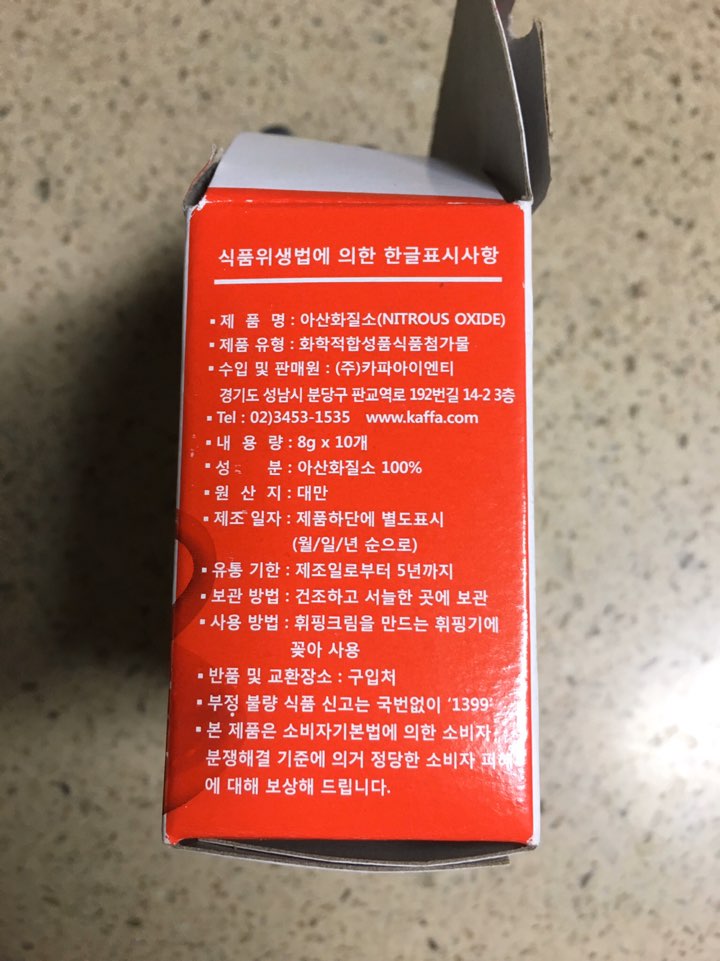 식품위생법에 의한 한글표시사항
▪ 제 품 명 : 아산화질소(NITROUS OXIDE)
▪ 제품 유형 : 화학적합성품식품첨가물
▪ 수입 및 판매원 : (주)카파아이엔티
경기도 성남시 분당구 판교역로 192번길 14-2 3층
▪ Tel : 02)3453-1535 www.kaffa.com
▪ 내 용 량 : 8g x 10개
▪ 성 분 : 아산화질소 100%
▪ 원 산 지 : 대만
▪ 제조 일자 : 제품하단에 별도표시
(월/일/년 순으로)
▪ 유통 기한 : 제조일로부터 5년까지
▪ 보관 방법 : 건조하고 서늘한 곳에 보관
▪ 사용 방법 : 휘핑크림을 만드는 휘핑기에
꽂아 사용
▪ 반품 및 교환장소 : 구입처
▪ 부정 불량 식품 신고는 국번없이 '1399'
▪ 본 제품은 소비자기본법에 의한 소비자
분쟁해결 기준에 의거 정당한 소비자 피해
에 대해 보상해 드립니다.